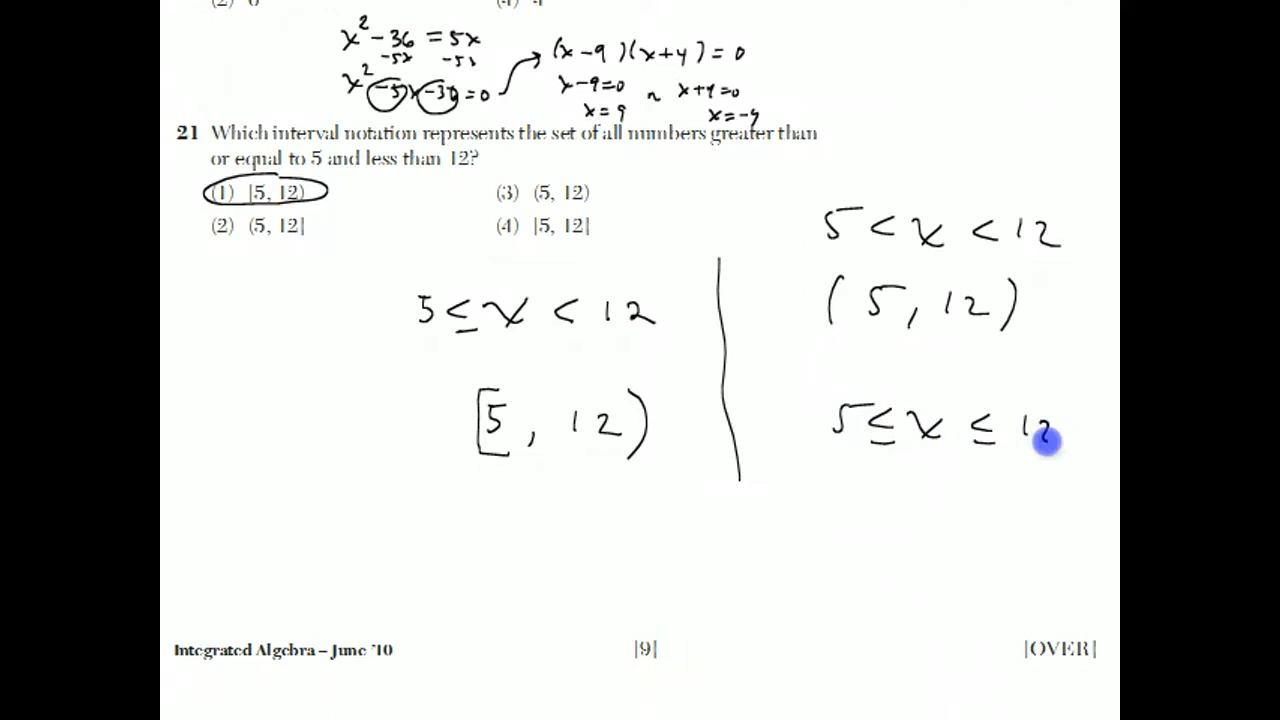 x² - 36 = 5x
-5x -5x
x² -5x -36 = 0
(x - 9)(x + 4) = 0
x - 9 = 0 x + 4 = 0
x = 9 x = -4
21 Which interval notation represents the set of all numbers greater than
or equal to 5 and less than 12?
(1) [5, 12) (3) (5, 12)
(2) (5, 12] (4) [5, 12]
5 < x < 12
5 ≤ x < 12
(5, 12)
[5, 12)
5 ≤ x ≤ 12
Integrated Algebra – June '10 [9] [OVER]